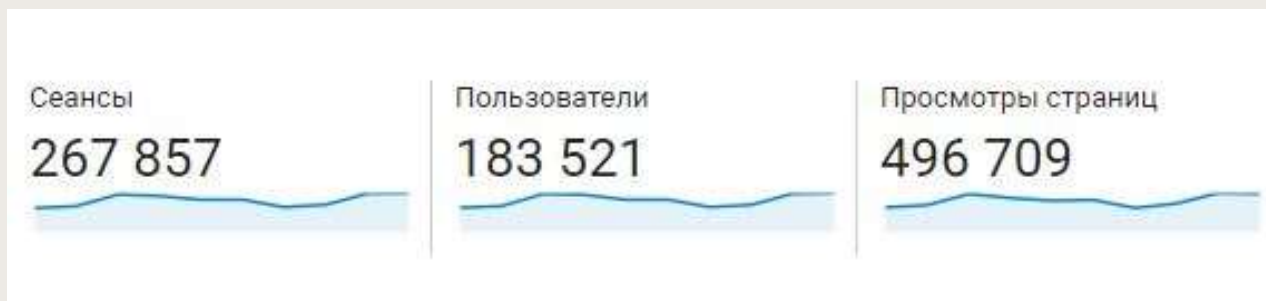 Сеансы
267 857
Пользователи
183 521
Просмотры страниц
496 709